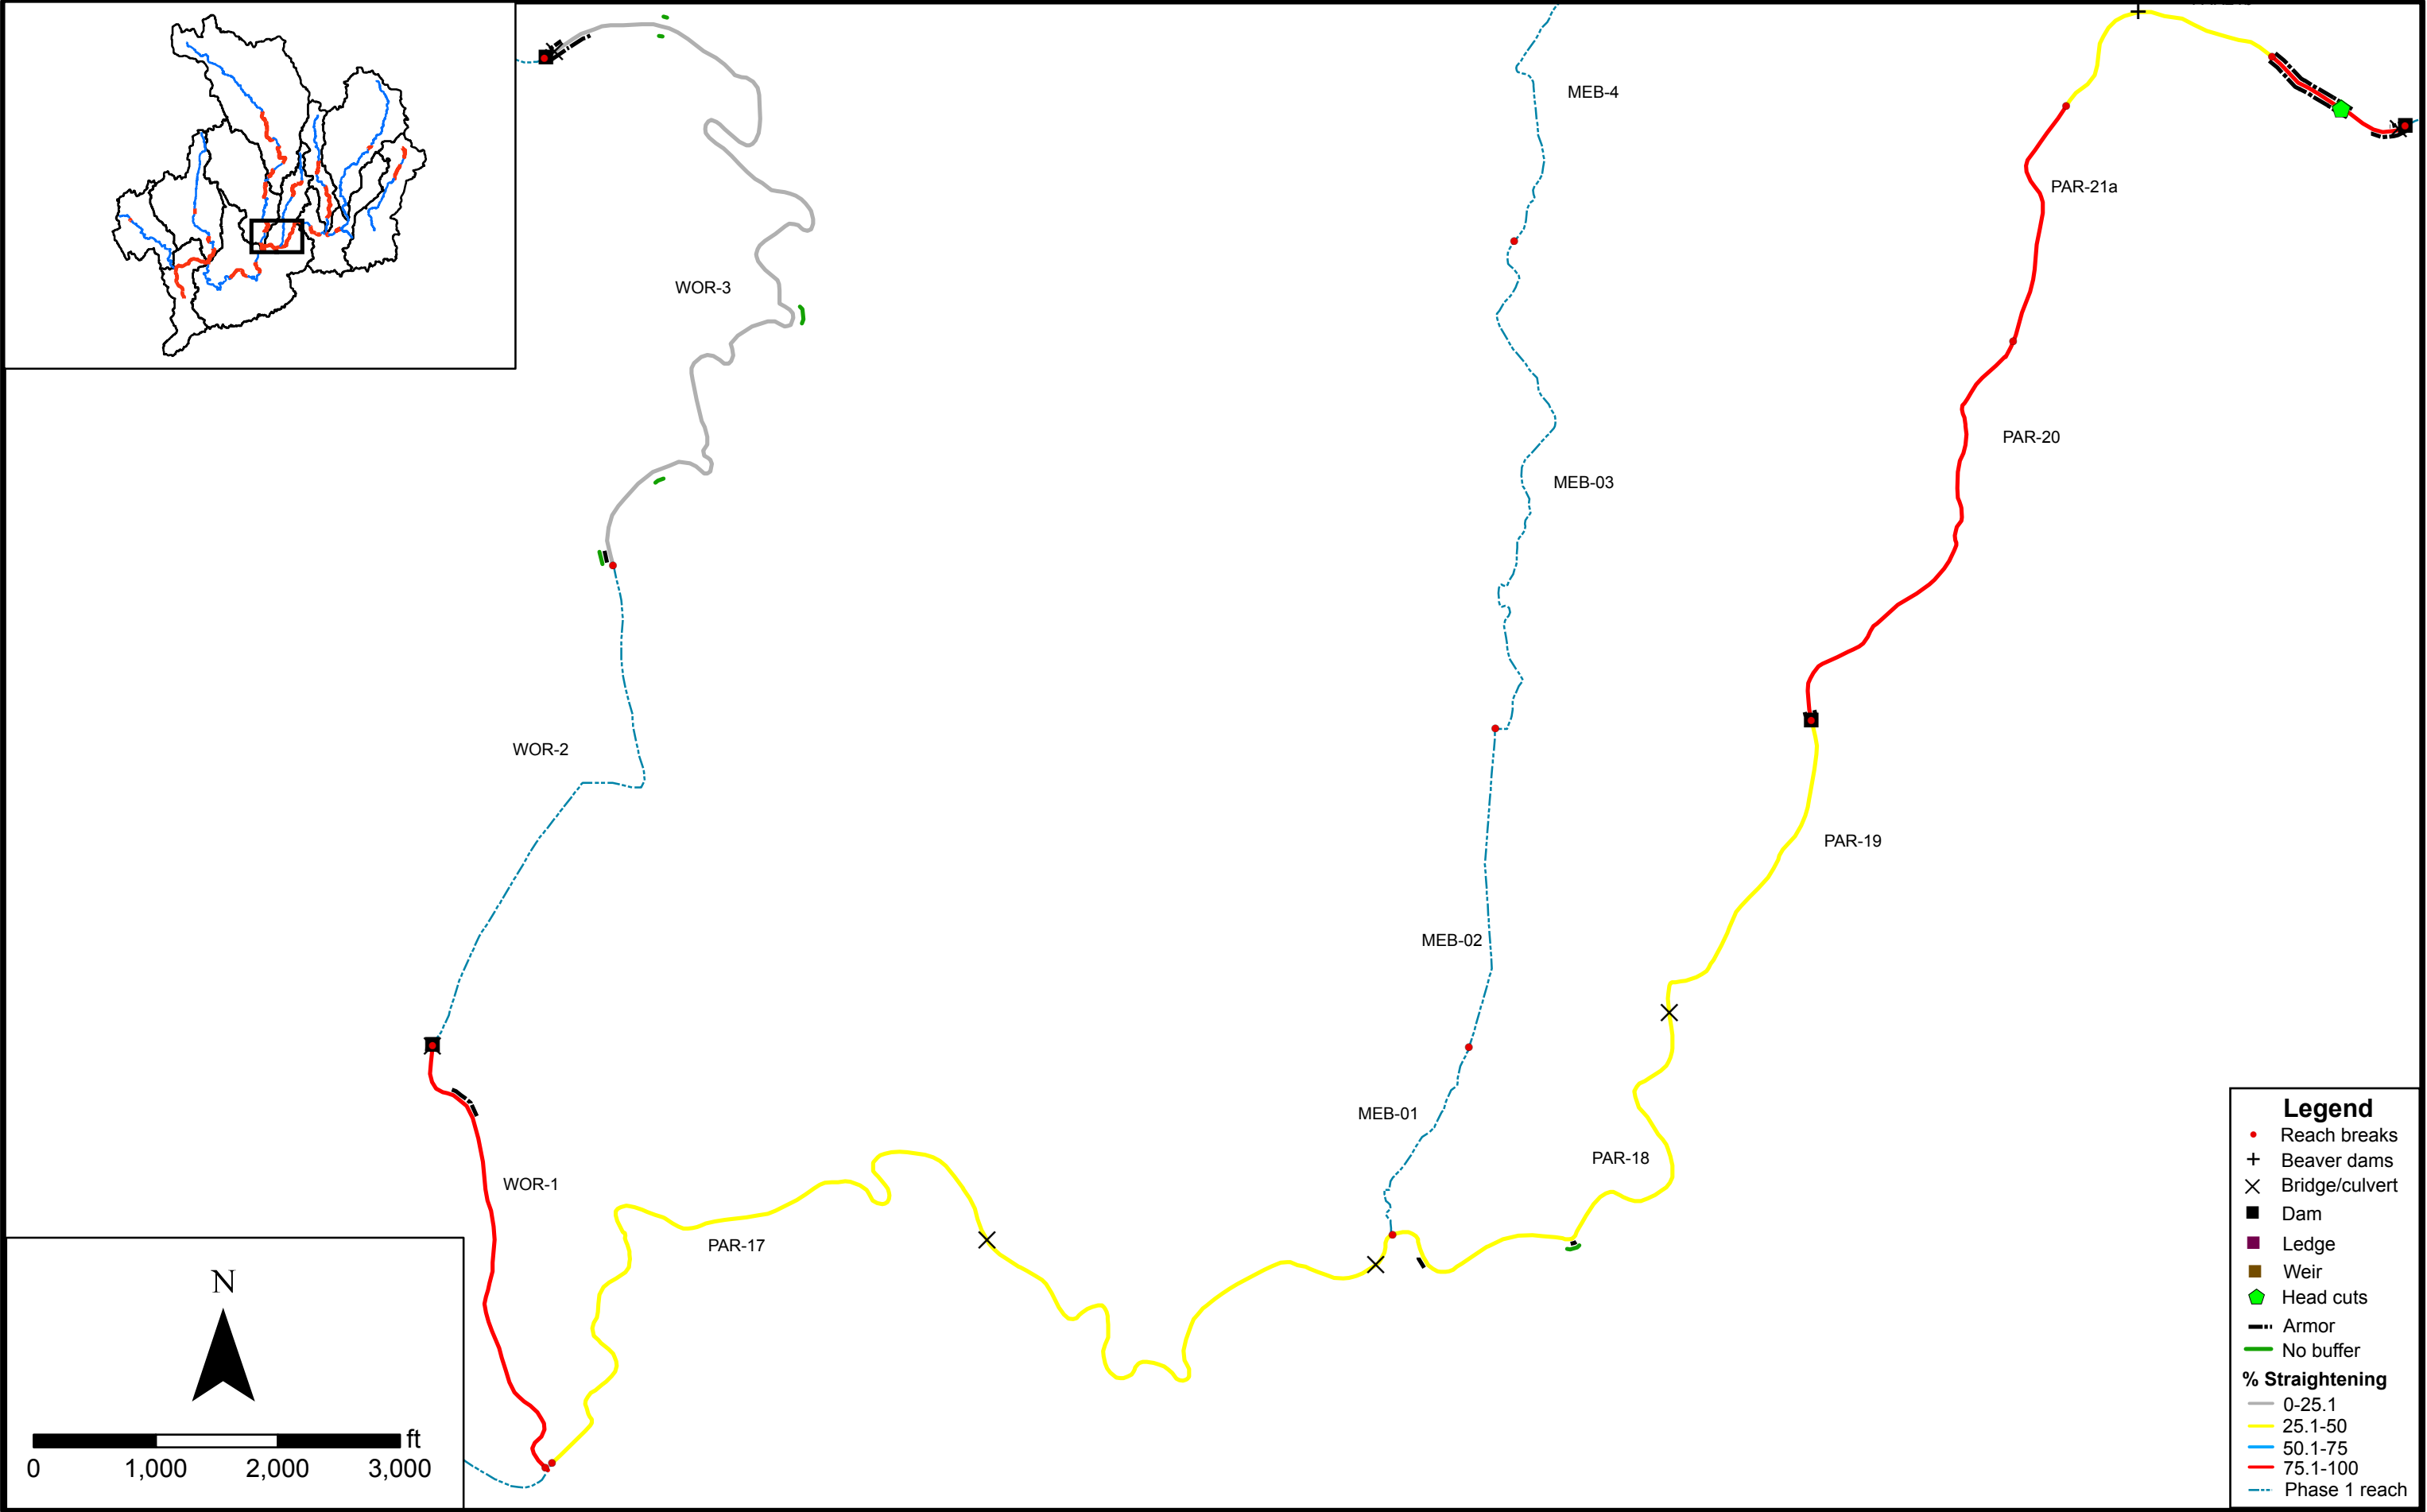 MEB-4
PAR-21a
WOR-3
PAR-20
MEB-03
WOR-2
PAR-19
MEB-02
MEB-01
PAR-18
WOR-1
PAR-17
N
ft
0 1,000 2,000 3,000
Legend
Reach breaks
Beaver dams
Bridge/culvert
Dam
Ledge
Weir
Head cuts
Armor
No buffer
% Straightening
0-25.1
25.1-50
50.1-75
75.1-100
Phase 1 reach